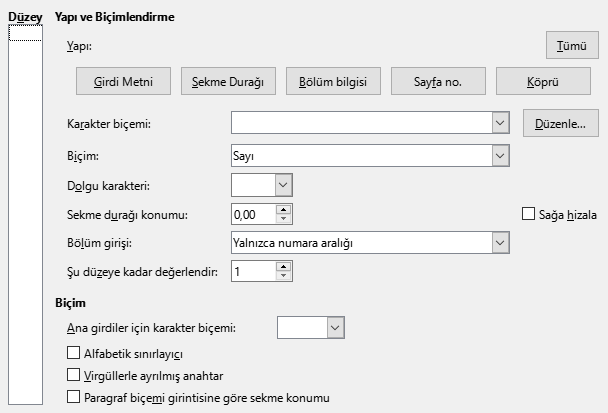 Düzey Yapı ve Biçimlendirme
Yapı: Tümü
Girdi Metni Sekme Durağı Bölüm bilgisi Sayfa no. Köprü
Karakter biçemi: Düzenle...
Biçim: Sayı
Dolgu karakteri:
Sekme durağı konumu: 0,00 Sağa hizala
Bölüm girişi: Yalnızca numara aralığı
Şu düzeye kadar değerlendir: 1
Biçim
Ana girdiler için karakter biçemi:
Alfabetik sınırlayıcı
Virgüllerle ayrılmış anahtar
Paragraf biçemi girintisine göre sekme konumu